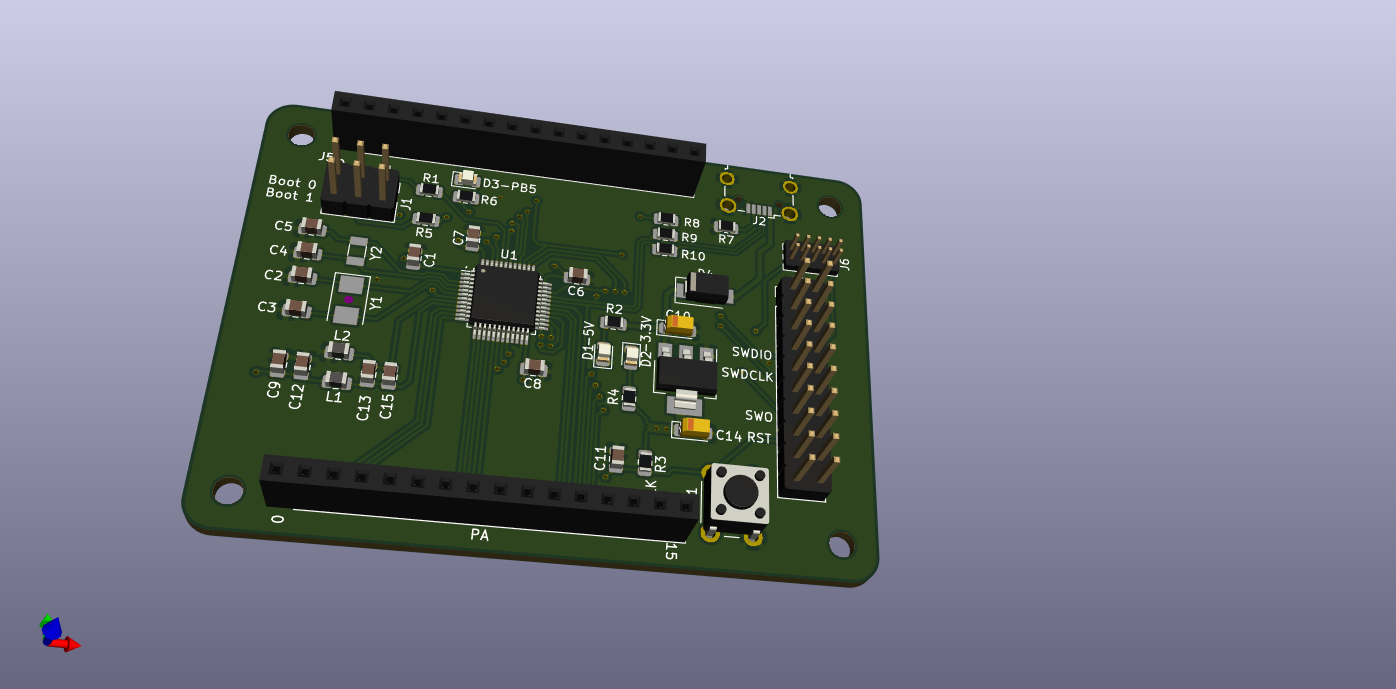 J5
Boot 0
Boot 1
J1
R1
D3-PB5
R6
R5
C5
C4
C2
C3
Y2
Y1
C1
C7
U1
C6
R8
R9
R10
R7
J2
J6
C10
R2
D1-5V
D2-3.3V
L2
L1
C9
C12
C13
C15
C8
R4
SWDIO
SWDCLK
SWO
C14
RST
C11
R3
1
0
PA
15